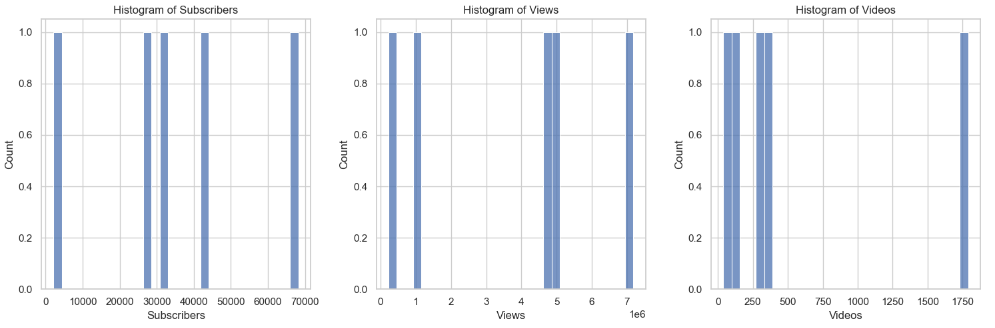 Histogram of Subscribers
1.0
0.8
0.6
0.4
0.2
0.0
Count
0 10000 20000 30000 40000 50000 60000 70000
Subscribers
Histogram of Views
1.0
0.8
0.6
0.4
0.2
0.0
Count
0 1 2 3 4 5 6 7
1e6
Views
Histogram of Videos
1.0
0.8
0.6
0.4
0.2
0.0
Count
0 250 500 750 1000 1250 1500 1750
Videos